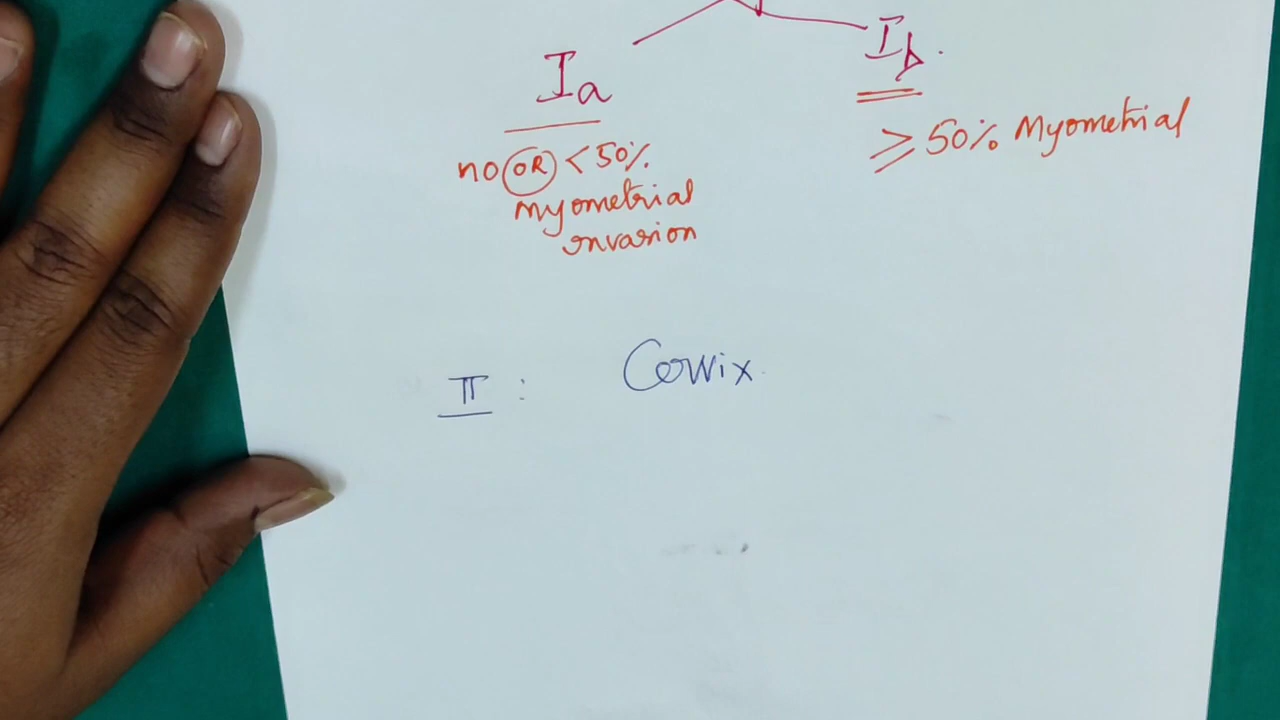 Ia
Ib.
no OR < 50%
myometrial
invasion
≥ 50% Myometrial
II : Cervix